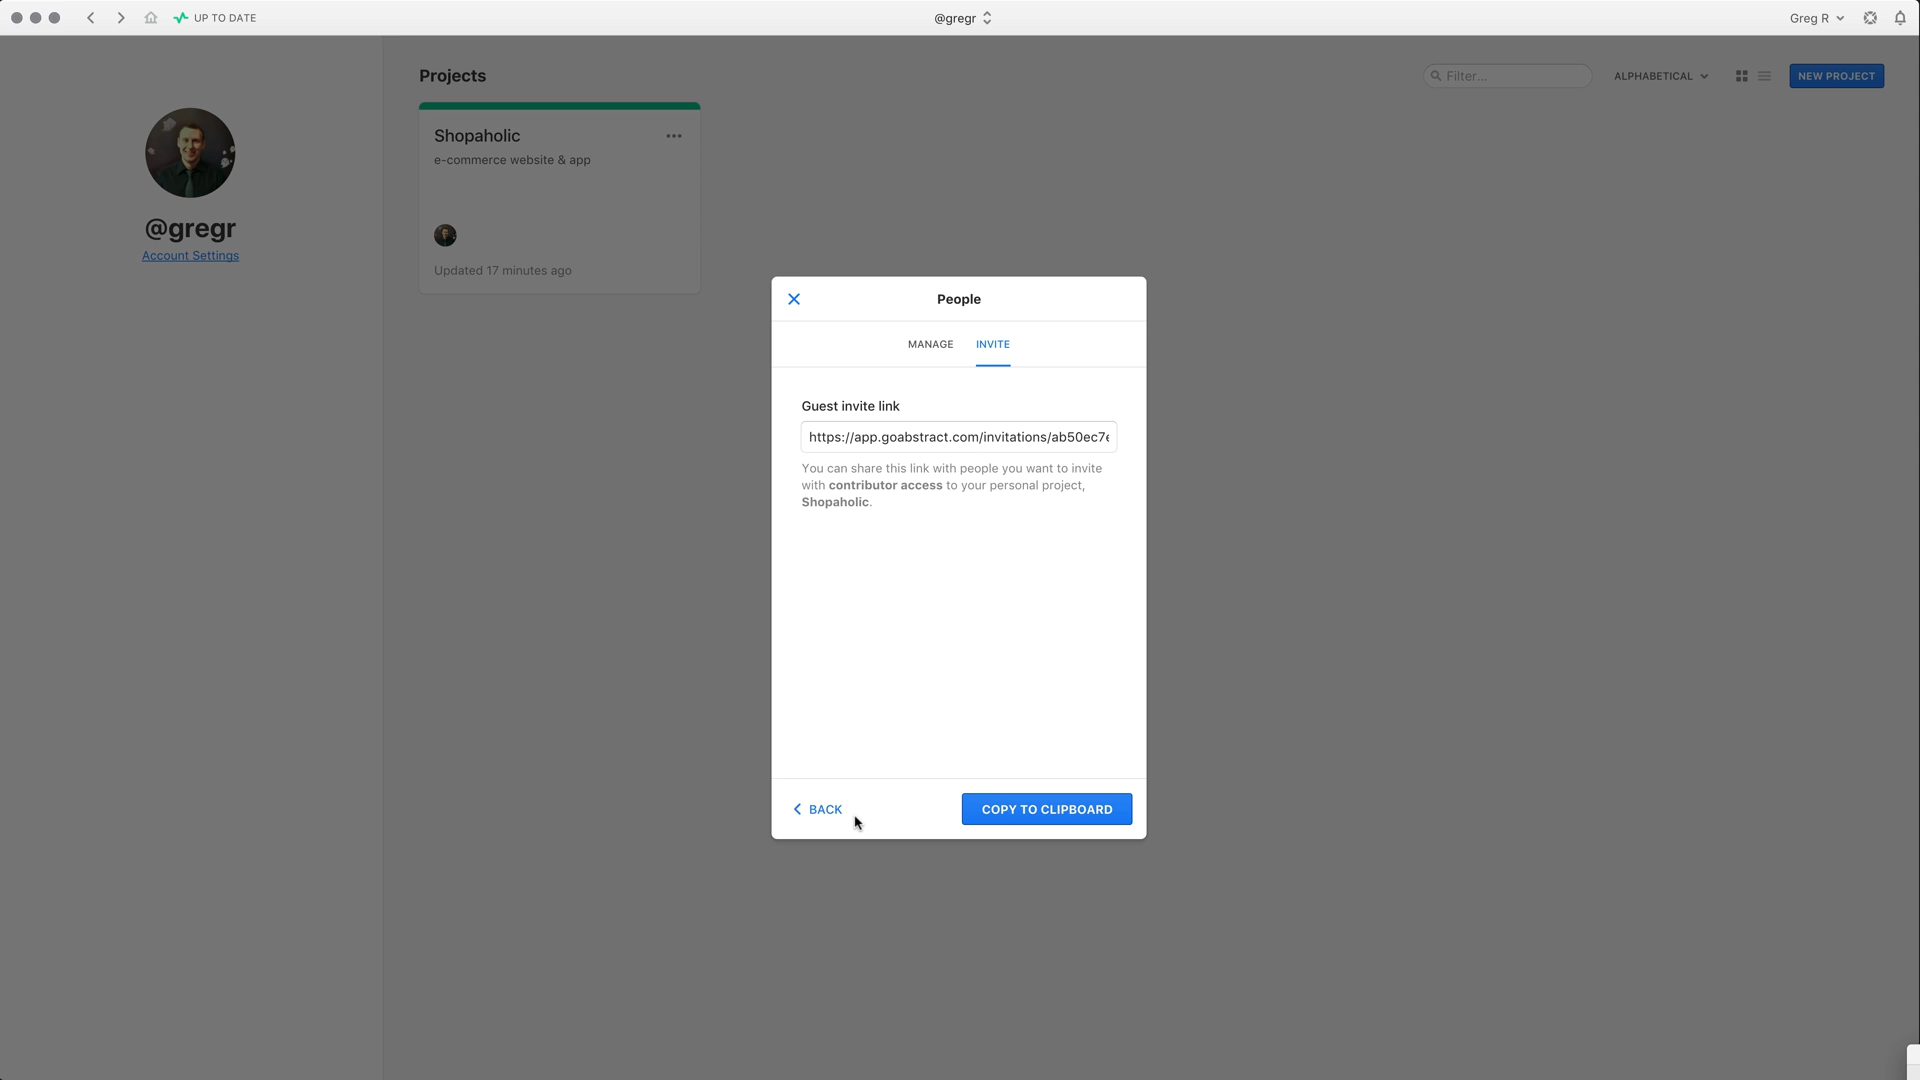 UP TO DATE
@gregr
Greg R
Projects
Filter...
ALPHABETICAL
NEW PROJECT
Shopaholic
e-commerce website & app
Updated 17 minutes ago
@gregr
Account Settings
People
MANAGE
INVITE
Guest invite link
https://app.goabstract.com/invitations/ab50ec7
You can share this link with people you want to invite
with contributor access to your personal project,
Shopaholic.
BACK
COPY TO CLIPBOARD